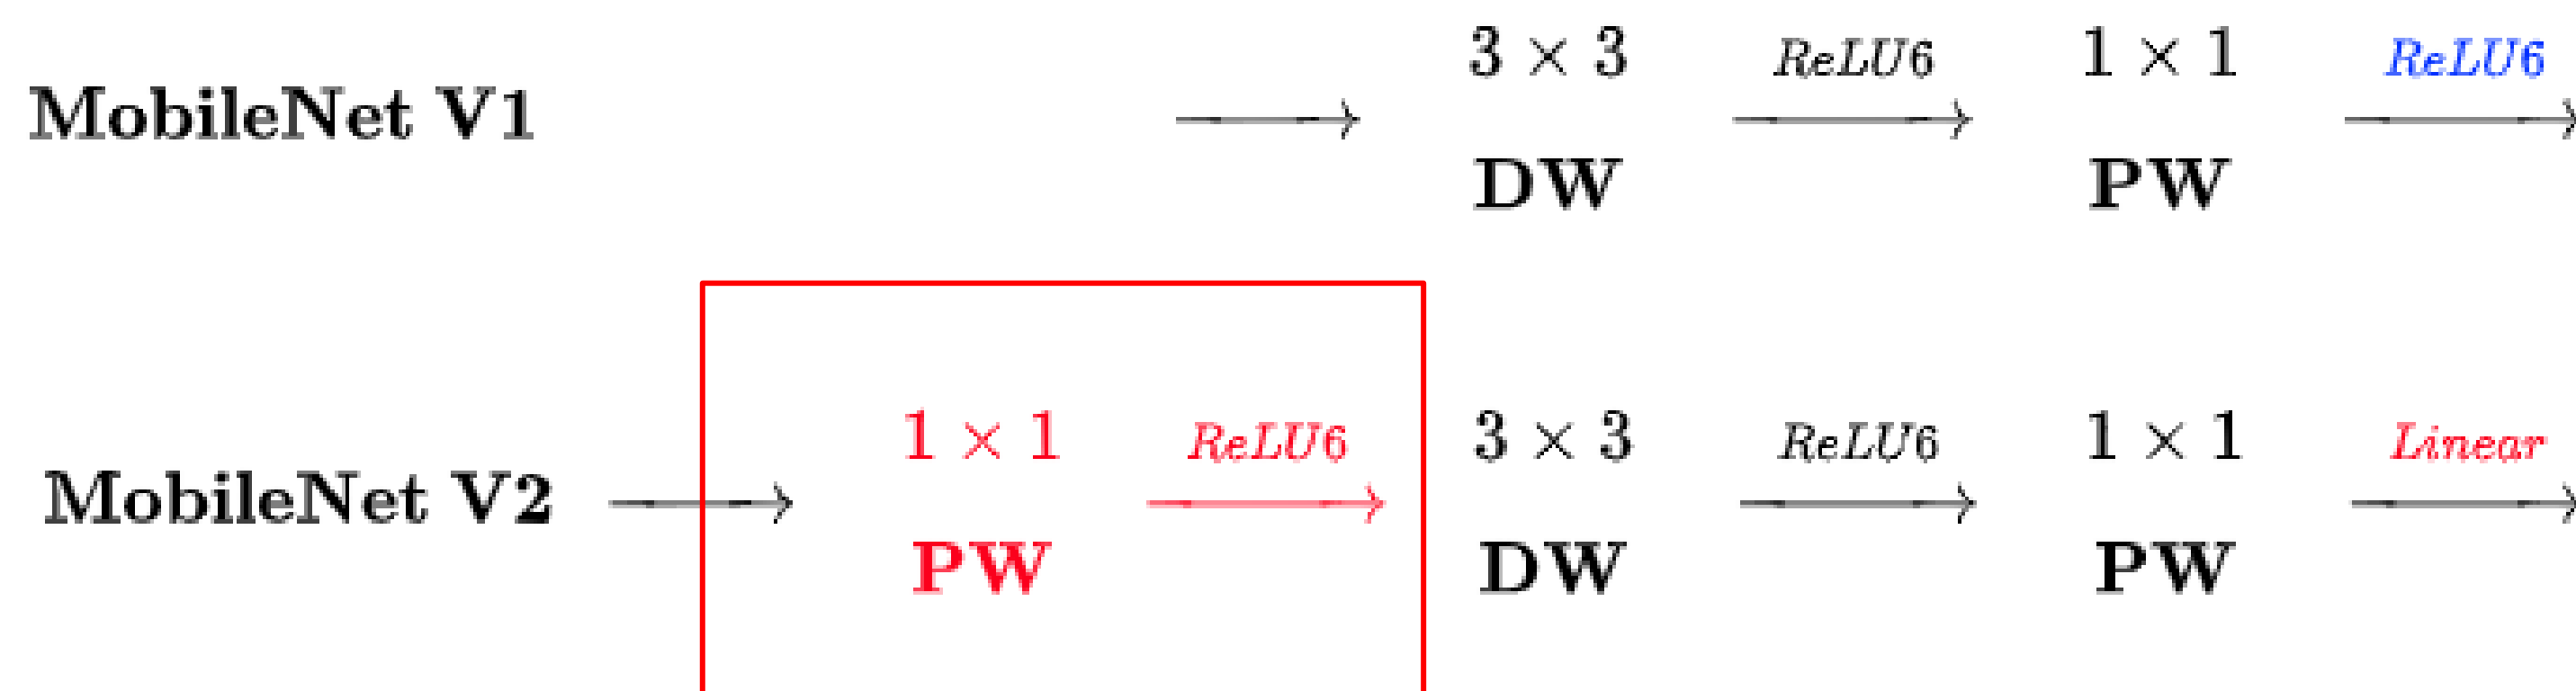 3 × 3 ReLU6 1 × 1 ReLU6
MobileNet V1
DW PW
1 × 1 ReLU6 3 × 3 ReLU6 1 × 1 Linear
MobileNet V2
PW DW PW